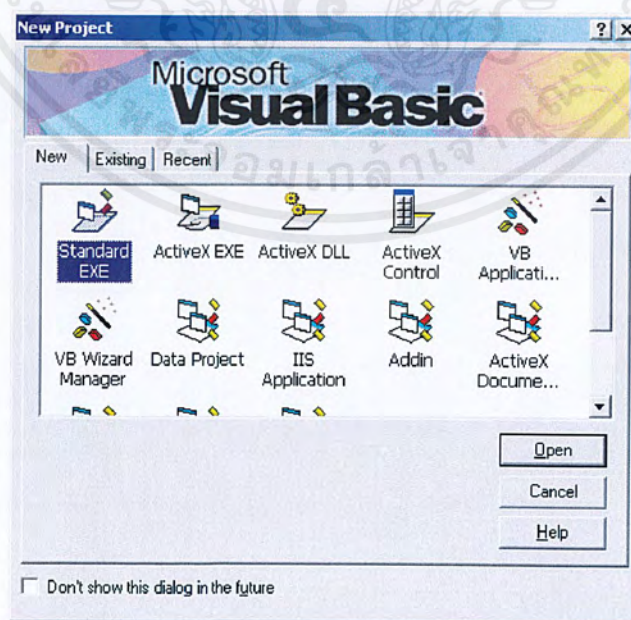 New Project
Microsoft
Visual Basic
New Existing Recent
Standard EXE
ActiveX EXE
ActiveX DLL
ActiveX Control
VB Applicati...
VB Wizard Manager
Data Project
IIS Application
Addin
ActiveX Docume...
Open
Cancel
Help
Don't show this dialog in the future